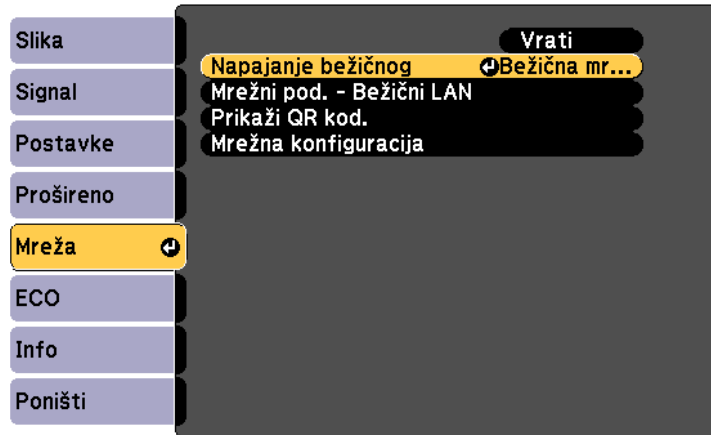 Slika
Signal
Postavke
Prošireno
Mreža
ECO
Info
Poništi
Vrati
Napajanje bežičnog Bežična mr...
Mrežni pod. - Bežični LAN
Prikaži QR kod.
Mrežna konfiguracija